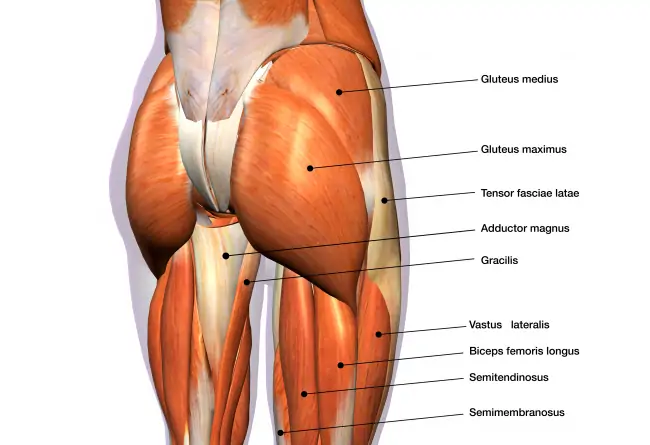 Gluteus medius
Gluteus maximus
Tensor fasciae latae
Adductor magnus
Gracilis
Vastus lateralis
Biceps femoris longus
Semitendinosus
Semimembranosus